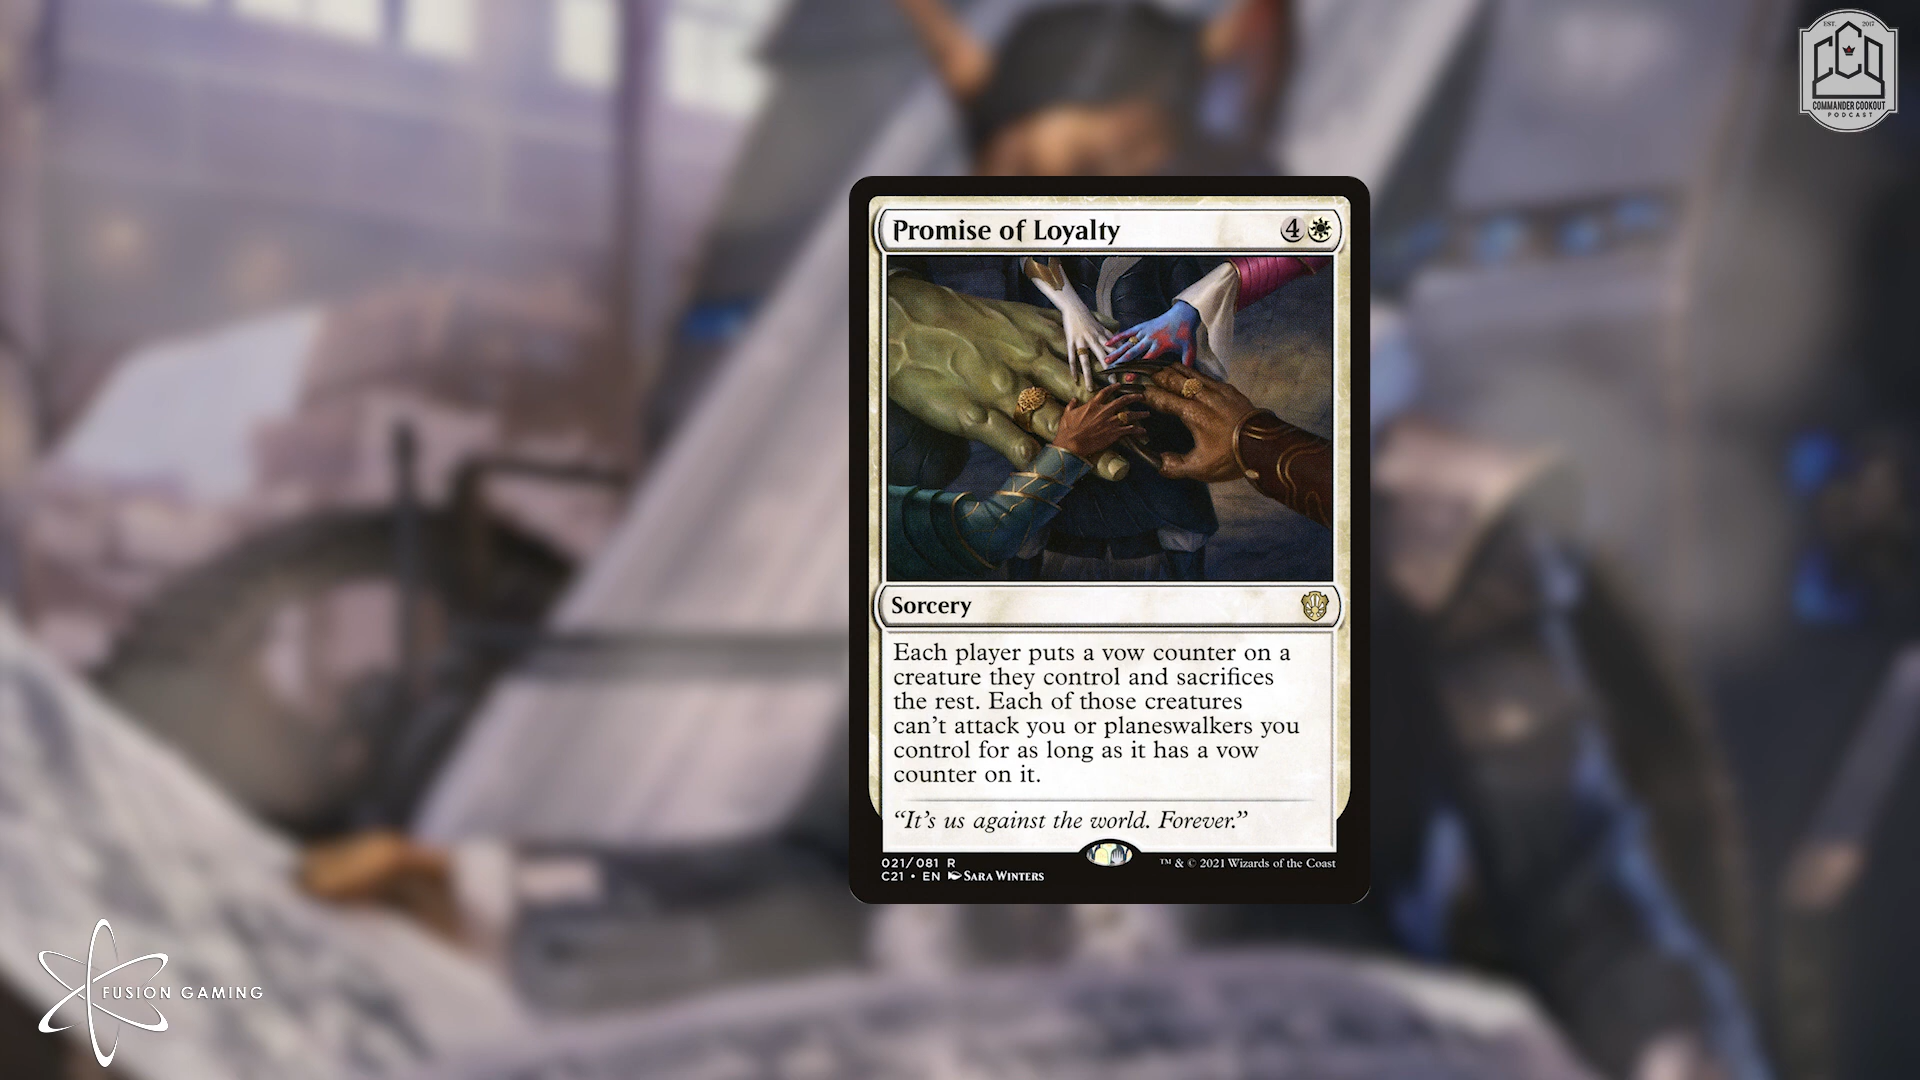 EST. 2017
CCO
COMMANDER COOKOUT
PODCAST
Promise of Loyalty 4
Sorcery
Each player puts a vow counter on a
creature they control and sacrifices
the rest. Each of those creatures
can’t attack you or planeswalkers you
control for as long as it has a vow
counter on it.
“It’s us against the world. Forever.”
021/081 R
C21 • EN Sara Winters
™ & © 2021 Wizards of the Coast
FUSION GAMING